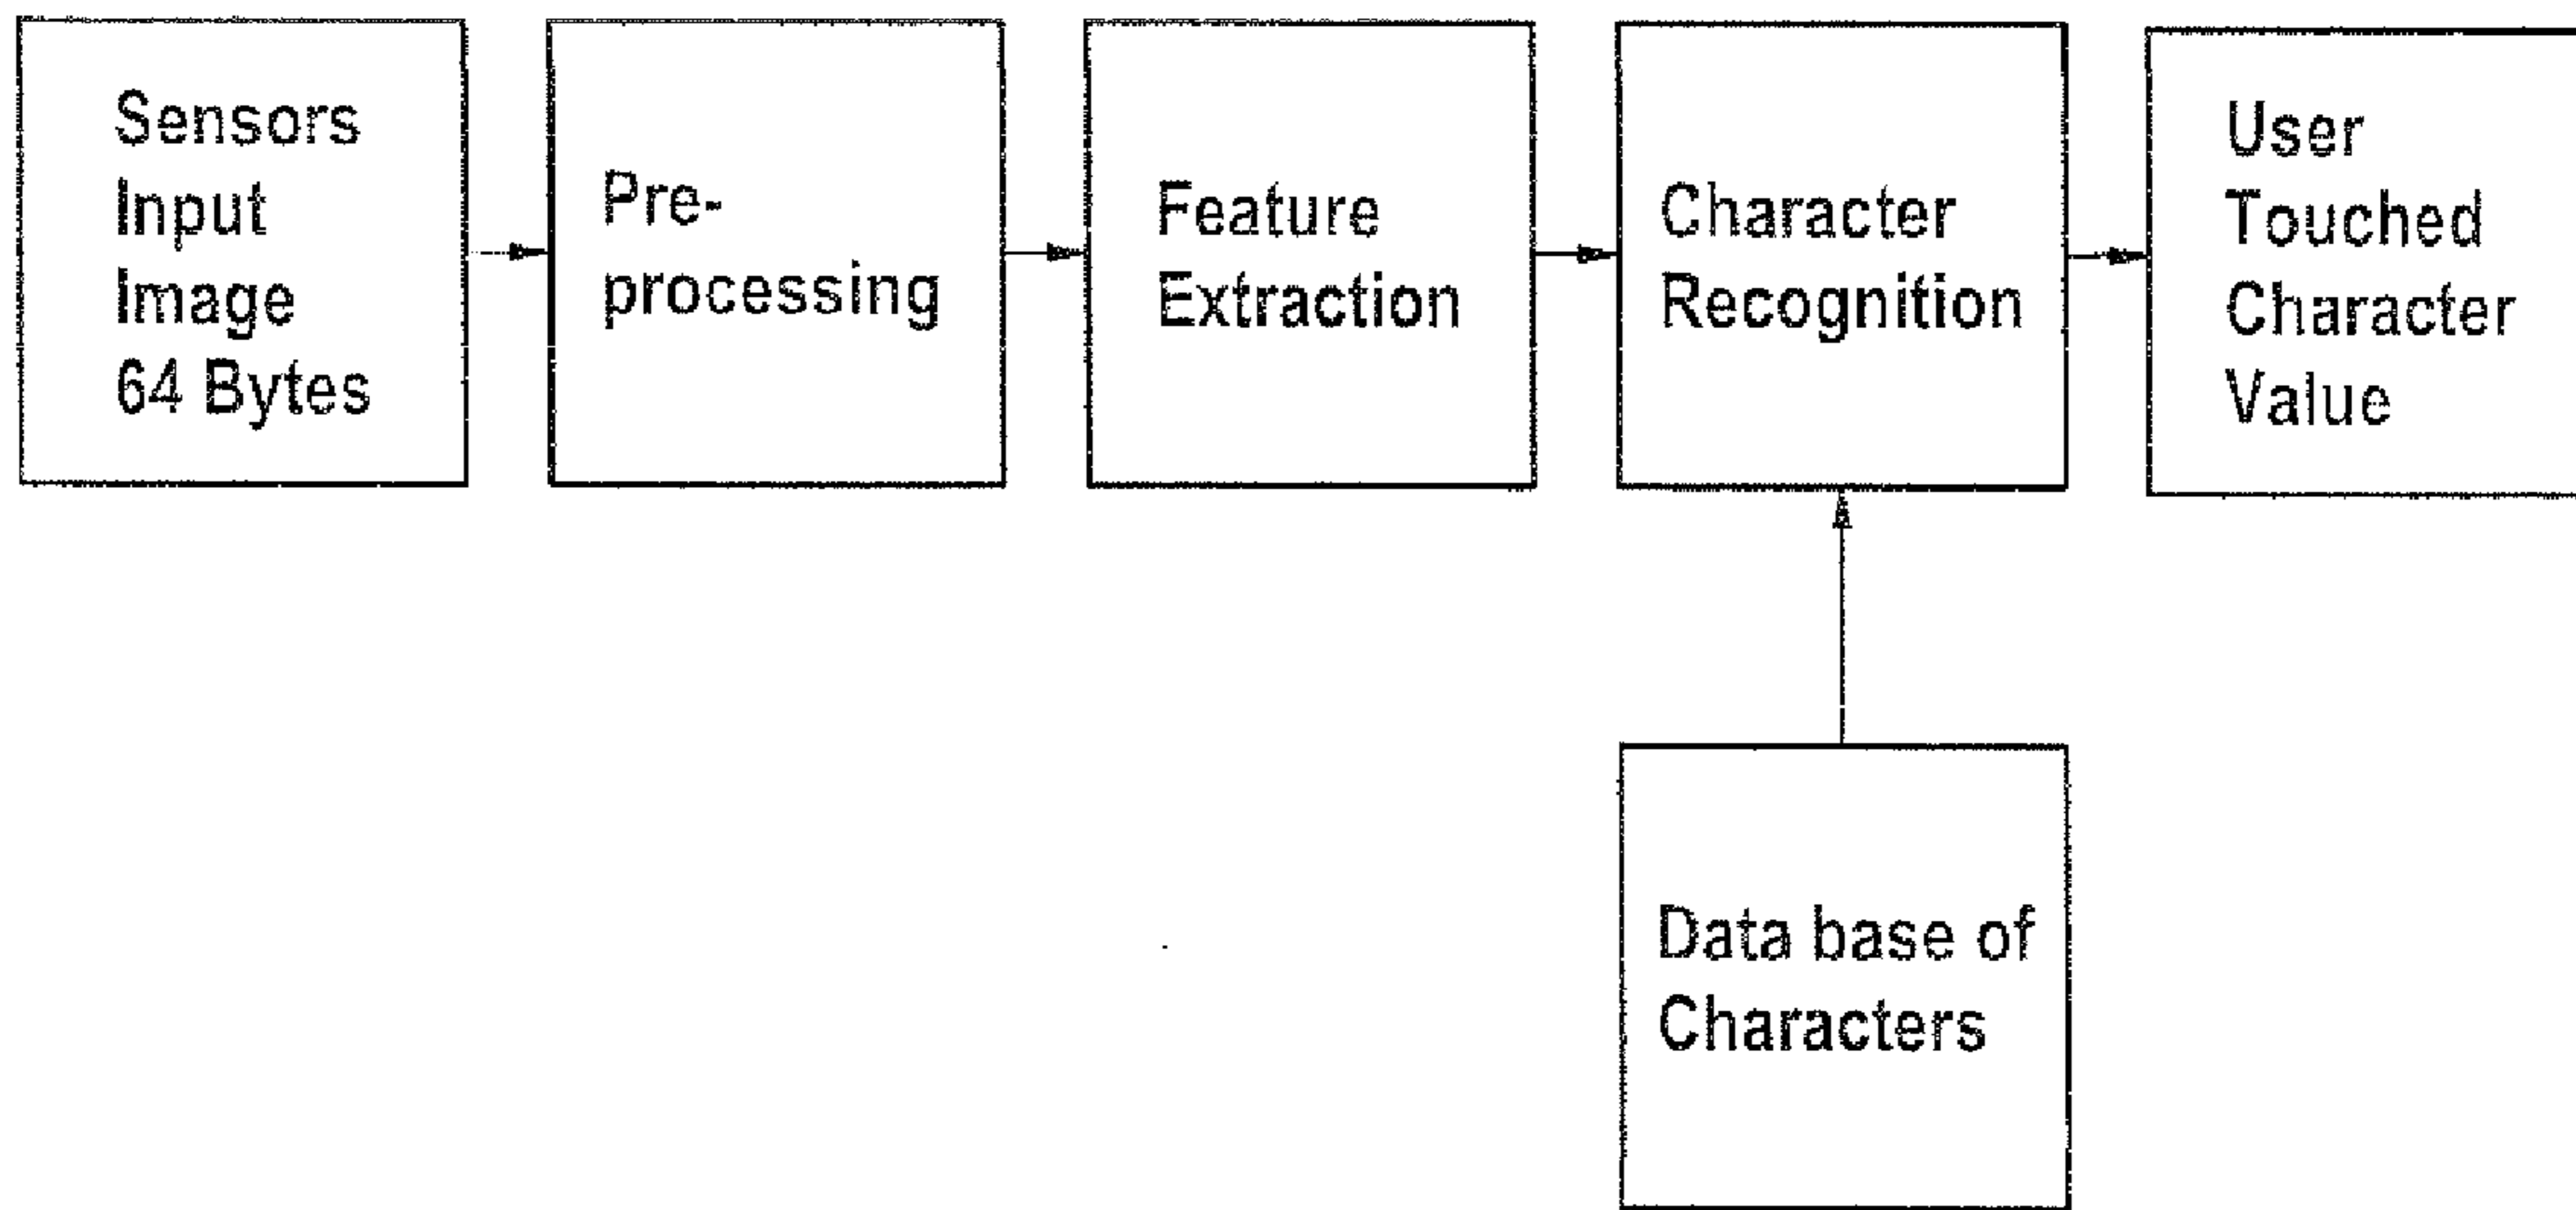 Sensors
Input
Image
64 Bytes
Pre-
processing
Feature
Extraction
Character
Recognition
User
Touched
Character
Value
Data base of
Characters